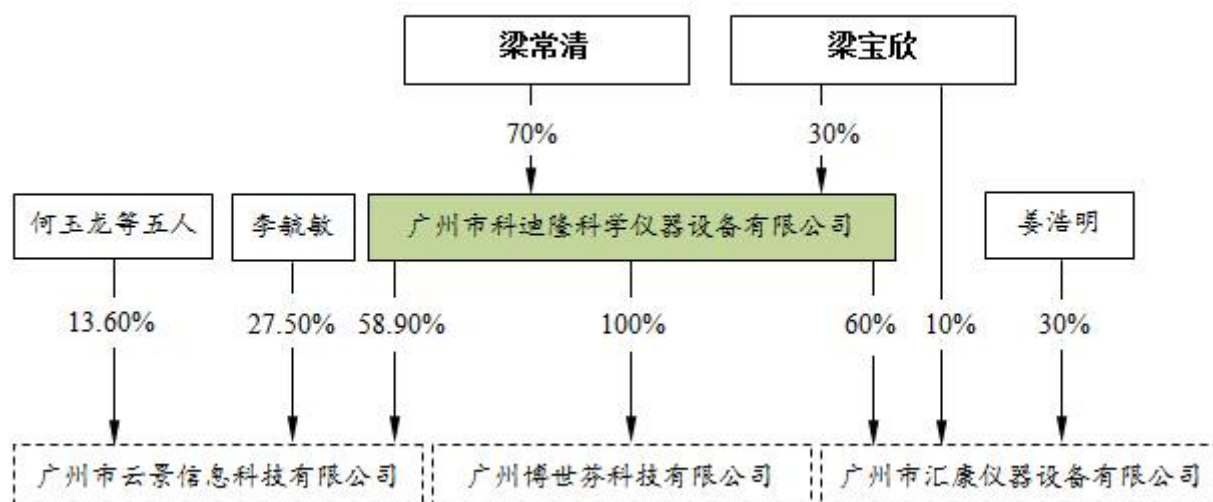 梁常清
梁宝欣
70%
30%
何玉龙等五人
李毓敏
广州市科迪隆科学仪器设备有限公司
姜浩明
13.60%
27.50%
58.90%
100%
60%
10%
30%
广州市云景信息科技有限公司
广州博世芬科技有限公司
广州市汇康仪器设备有限公司